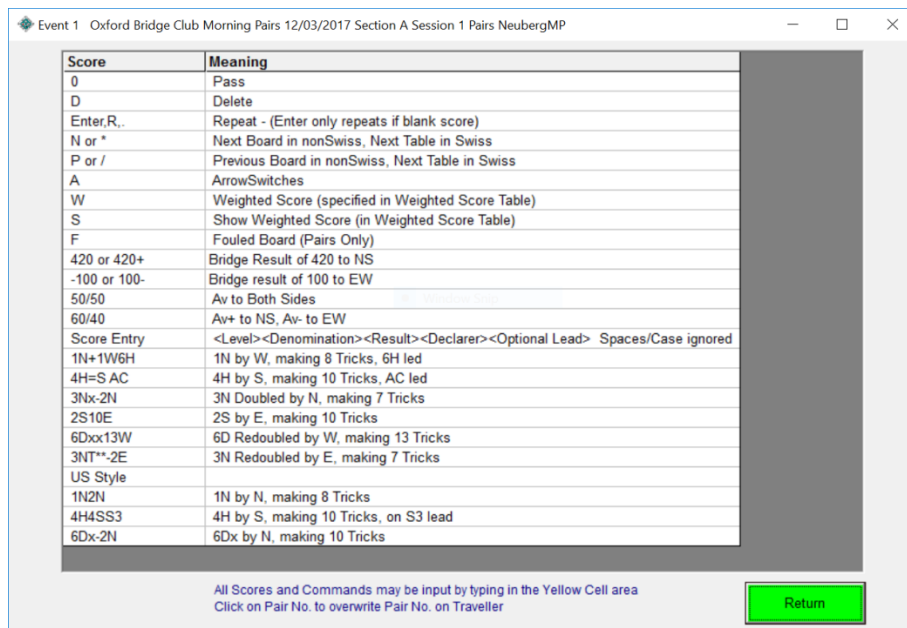 Event 1 Oxford Bridge Club Morning Pairs 12/03/2017 Section A Session 1 Pairs NeubergMP
Score Meaning
0 Pass
D Delete
Enter,R,. Repeat - (Enter only repeats if blank score)
N or * Next Board in nonSwiss, Next Table in Swiss
P or / Previous Board in nonSwiss, Next Table in Swiss
A ArrowSwitches
W Weighted Score (specified in Weighted Score Table)
S Show Weighted Score (in Weighted Score Table)
F Fouled Board (Pairs Only)
420 or 420+ Bridge Result of 420 to NS
-100 or 100- Bridge result of 100 to EW
50/50 Av to Both Sides
Window Snip
60/40 Av+ to NS, Av- to EW
Score Entry <Level><Denomination><Result><Declarer><Optional Lead> Spaces/Case ignored
1N+1W6H 1N by W, making 8 Tricks, 6H led
4H=S AC 4H by S, making 10 Tricks, AC led
3Nx-2N 3N Doubled by N, making 7 Tricks
2S10E 2S by E, making 10 Tricks
6Dxx13W 6D Redoubled by W, making 13 Tricks
3NT**-2E 3N Redoubled by E, making 7 Tricks
US Style
1N2N 1N by N, making 8 Tricks
4H4SS3 4H by S, making 10 Tricks, on S3 lead
6Dx-2N 6Dx by N, making 10 Tricks
All Scores and Commands may be input by typing in the Yellow Cell area
Click on Pair No. to overwrite Pair No. on Traveller
Return